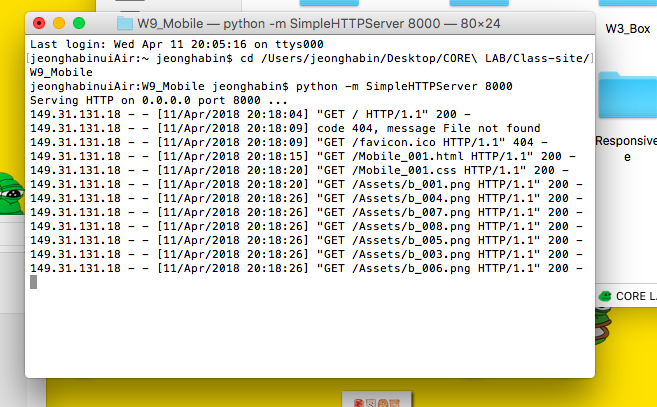 W9_Mobile — python -m SimpleHTTPServer 8000 — 80×24
Last login: Wed Apr 11 20:05:16 on ttys000
[jeonghabinuiAir:~ jeonghabin$ cd /Users/jeonghabin/Desktop/CORE\ LAB/Class-site/]
W9_Mobile
jeonghabinuiAir:W9_Mobile jeonghabin$ python -m SimpleHTTPServer 8000
Serving HTTP on 0.0.0.0 port 8000 ...
149.31.131.18 - - [11/Apr/2018 20:18:04] "GET / HTTP/1.1" 200 -
149.31.131.18 - - [11/Apr/2018 20:18:09] code 404, message File not found
149.31.131.18 - - [11/Apr/2018 20:18:09] "GET /favicon.ico HTTP/1.1" 404 -
149.31.131.18 - - [11/Apr/2018 20:18:15] "GET /Mobile_001.html HTTP/1.1" 200 -
149.31.131.18 - - [11/Apr/2018 20:18:20] "GET /Mobile_001.css HTTP/1.1" 200 -
149.31.131.18 - - [11/Apr/2018 20:18:20] "GET /Assets/b_001.png HTTP/1.1" 200 -
149.31.131.18 - - [11/Apr/2018 20:18:26] "GET /Assets/b_004.png HTTP/1.1" 200 -
149.31.131.18 - - [11/Apr/2018 20:18:26] "GET /Assets/b_007.png HTTP/1.1" 200 -
149.31.131.18 - - [11/Apr/2018 20:18:26] "GET /Assets/b_008.png HTTP/1.1" 200 -
149.31.131.18 - - [11/Apr/2018 20:18:26] "GET /Assets/b_005.png HTTP/1.1" 200 -
149.31.131.18 - - [11/Apr/2018 20:18:26] "GET /Assets/b_003.png HTTP/1.1" 200 -
149.31.131.18 - - [11/Apr/2018 20:18:26] "GET /Assets/b_006.png HTTP/1.1" 200 -
W3_Box
Responsive
e
CORE